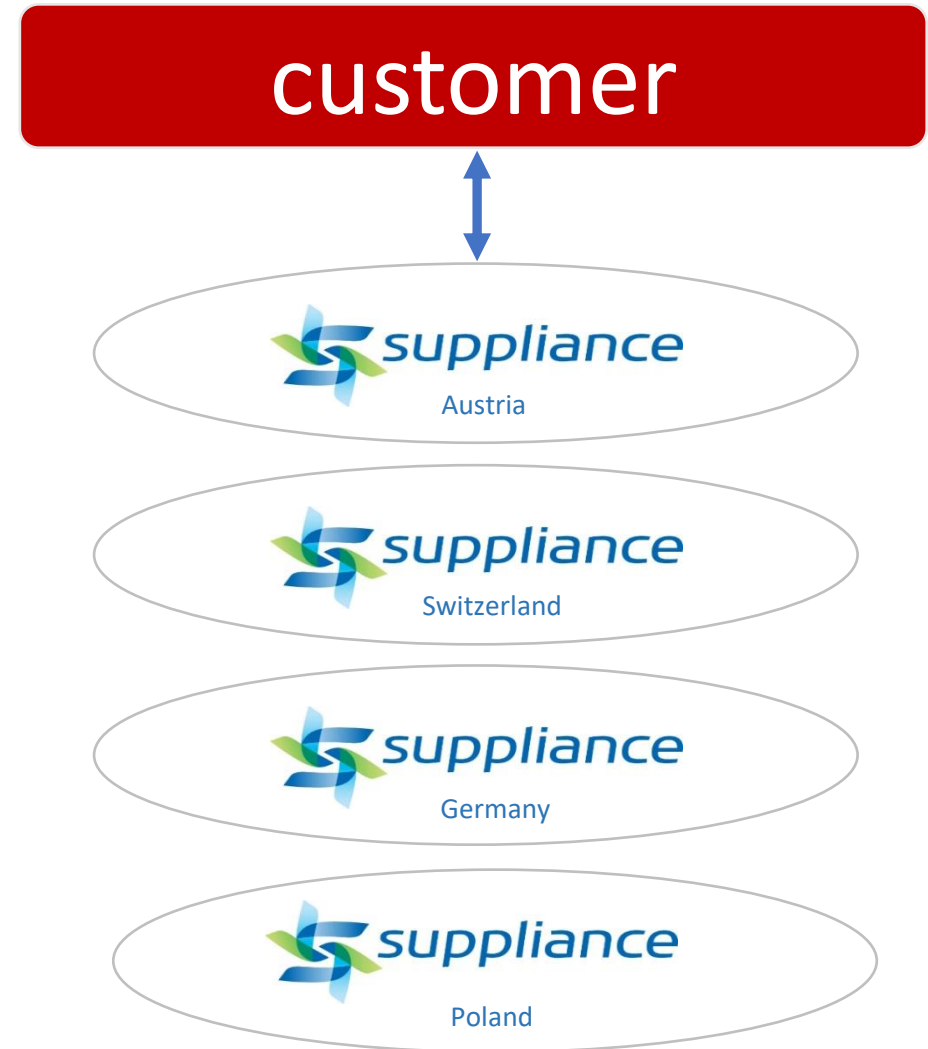 customer
suppliance
Austria
suppliance
Switzerland
suppliance
Germany
suppliance
Poland